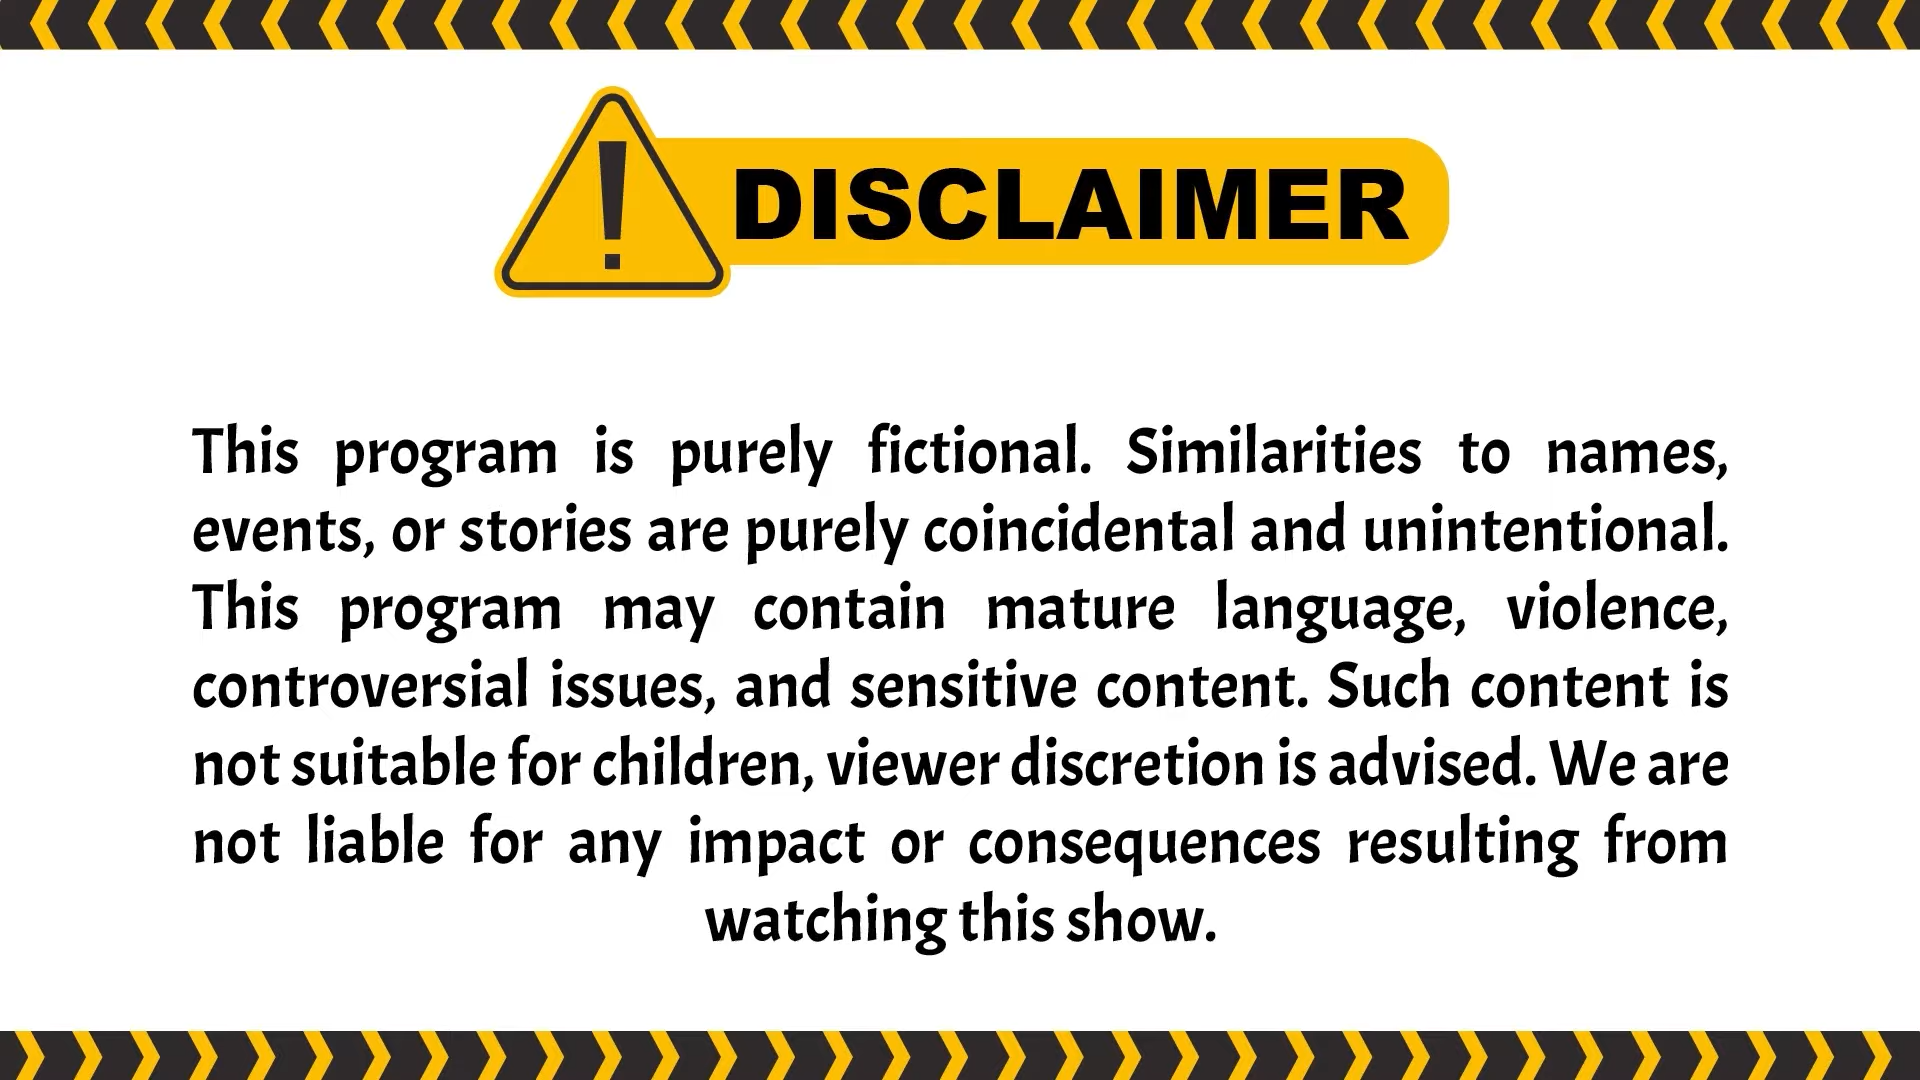 DISCLAIMER
This program is purely fictional. Similarities to names,
events, or stories are purely coincidental and unintentional.
This program may contain mature language, violence,
controversial issues, and sensitive content. Such content is
not suitable for children, viewer discretion is advised. We are
not liable for any impact or consequences resulting from
watching this show.